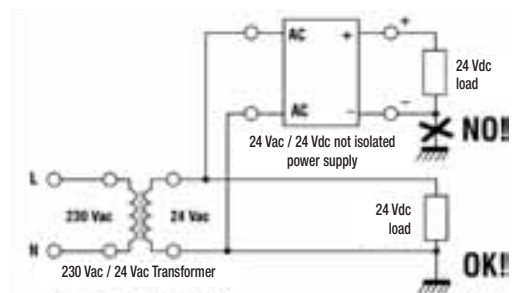 AC + +
24 Vdc
load
AC - -
NO!!
24 Vac / 24 Vdc not isolated
power supply
L
230 Vac 24 Vac
24 Vdc
load
N
230 Vac / 24 Vac Transformer
OK!!